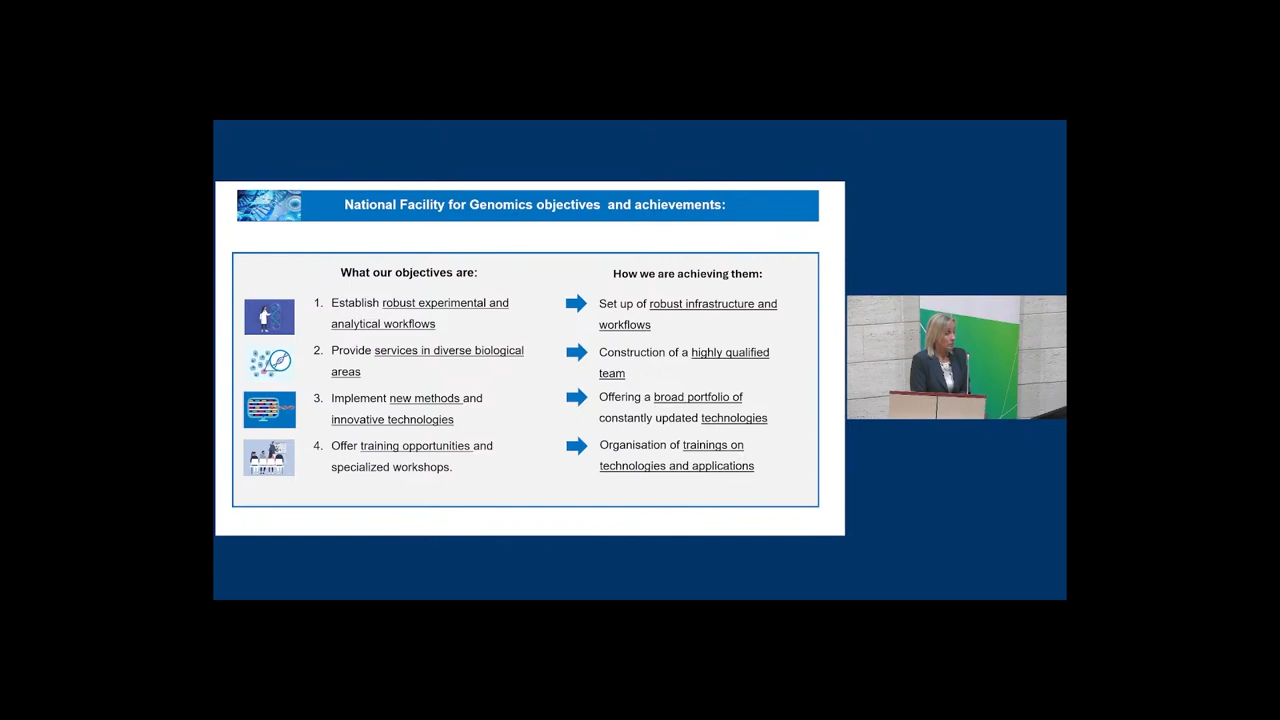 National Facility for Genomics objectives and achievements:
What our objectives are:
1. Establish robust experimental and
analytical workflows
2. Provide services in diverse biological
areas
3. Implement new methods and
innovative technologies
4. Offer training opportunities and
specialized workshops.
How we are achieving them:
Set up of robust infrastructure and
workflows
Construction of a highly qualified
team
Offering a broad portfolio of
constantly updated technologies
Organisation of trainings on
technologies and applications